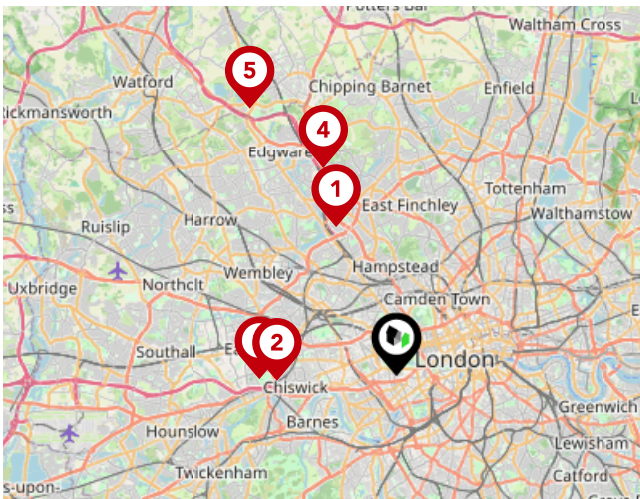 Potters Bar
Waltham Cross
Watford
5
Chipping Barnet
Enfield
Rickmansworth
4
Edgware
1
Tottenham
East Finchley
Walthamstow
Ruislip
Harrow
Wembley
Hampstead
Uxbridge
Northolt
Camden Town
2
Southall
London
Chiswick
Greenwich
Barnes
Hounslow
Lewisham
Twickenham
Catford
s-upon-